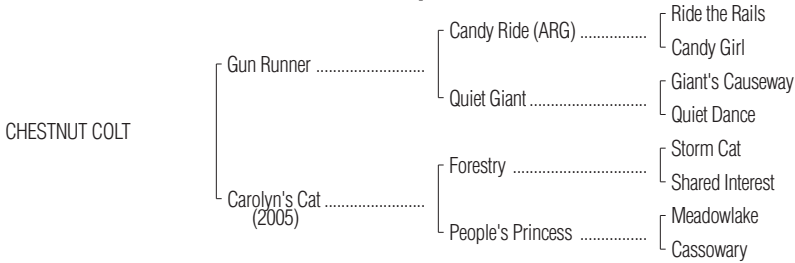 Ride the Rails
Candy Ride (ARG) ................
Candy Girl
Gun Runner ..........................
Giant's Causeway
Quiet Giant ............................
Quiet Dance
CHESTNUT COLT
Storm Cat
Forestry ................................
Shared Interest
Carolyn's Cat ........................
(2005)
Meadowlake
People's Princess ................
Cassowary